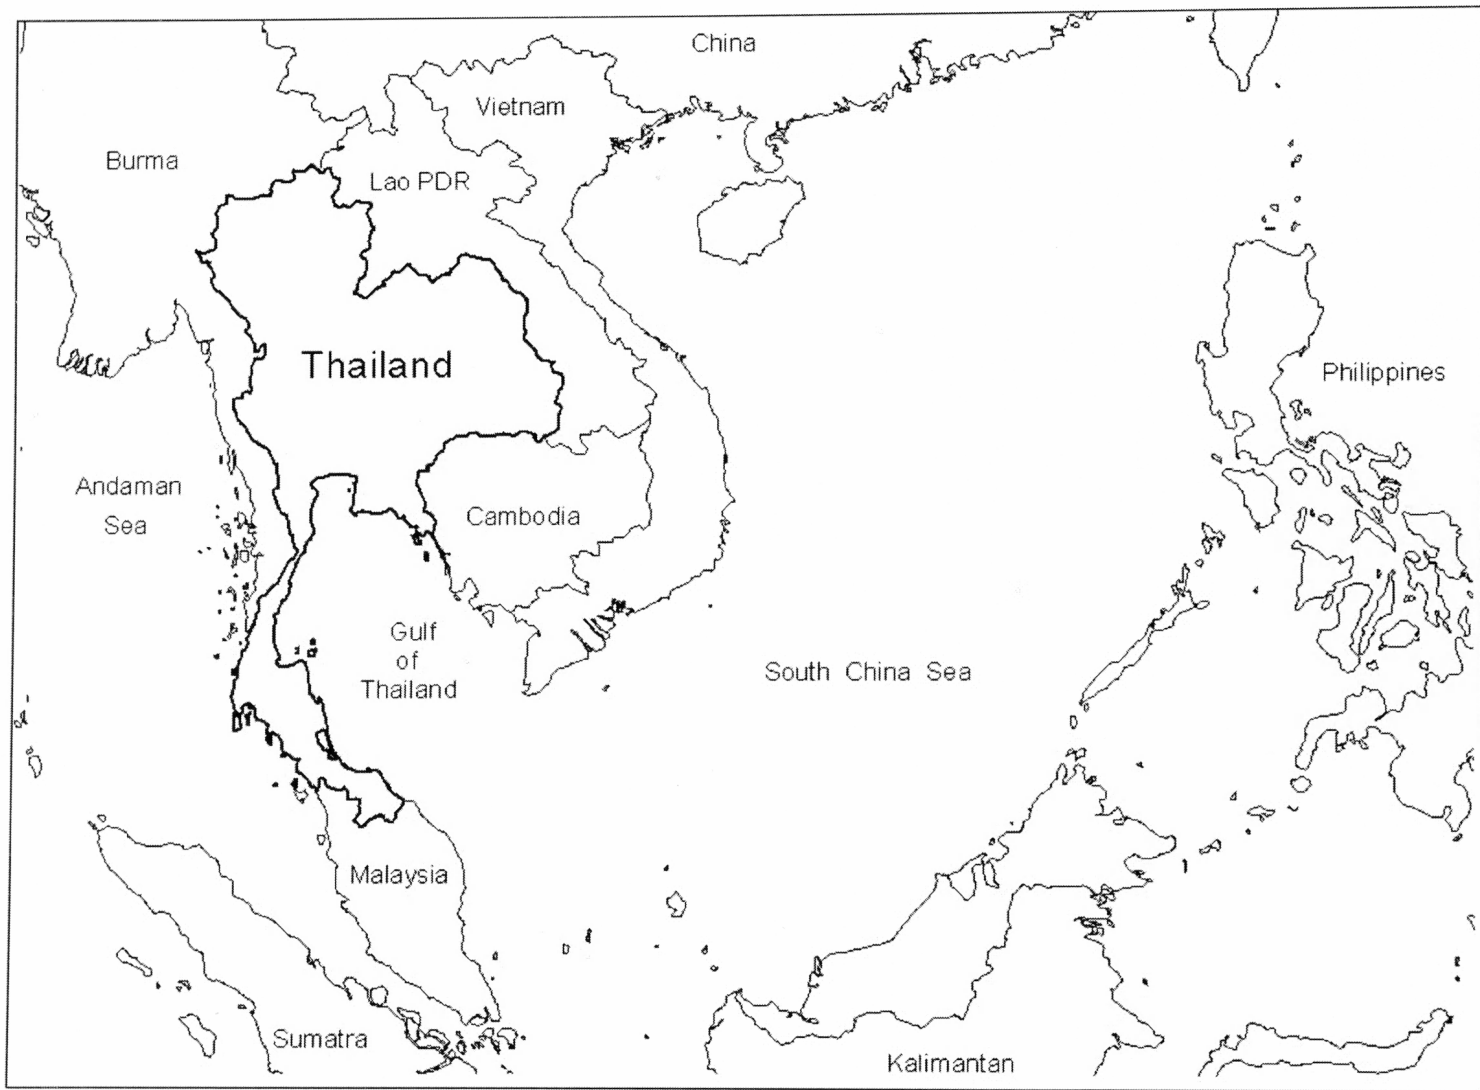 China
Vietnam
Burma
Lao PDR
Thailand
Philippines
Andaman
Sea
Cambodia
Gulf
of
Thailand
South China Sea
Malaysia
Sumatra
Kalimantan